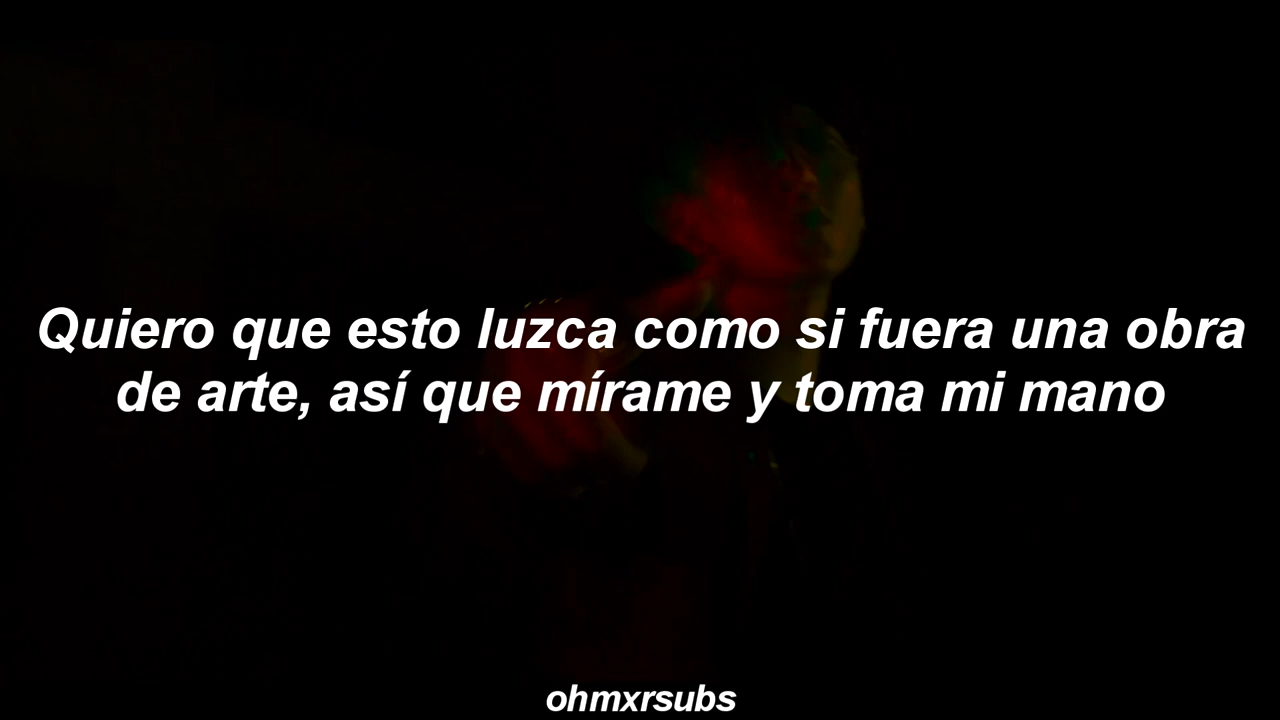 Quiero que esto luzca como si fuera una obra
de arte, así que mírame y toma mi mano
ohmxrsubs